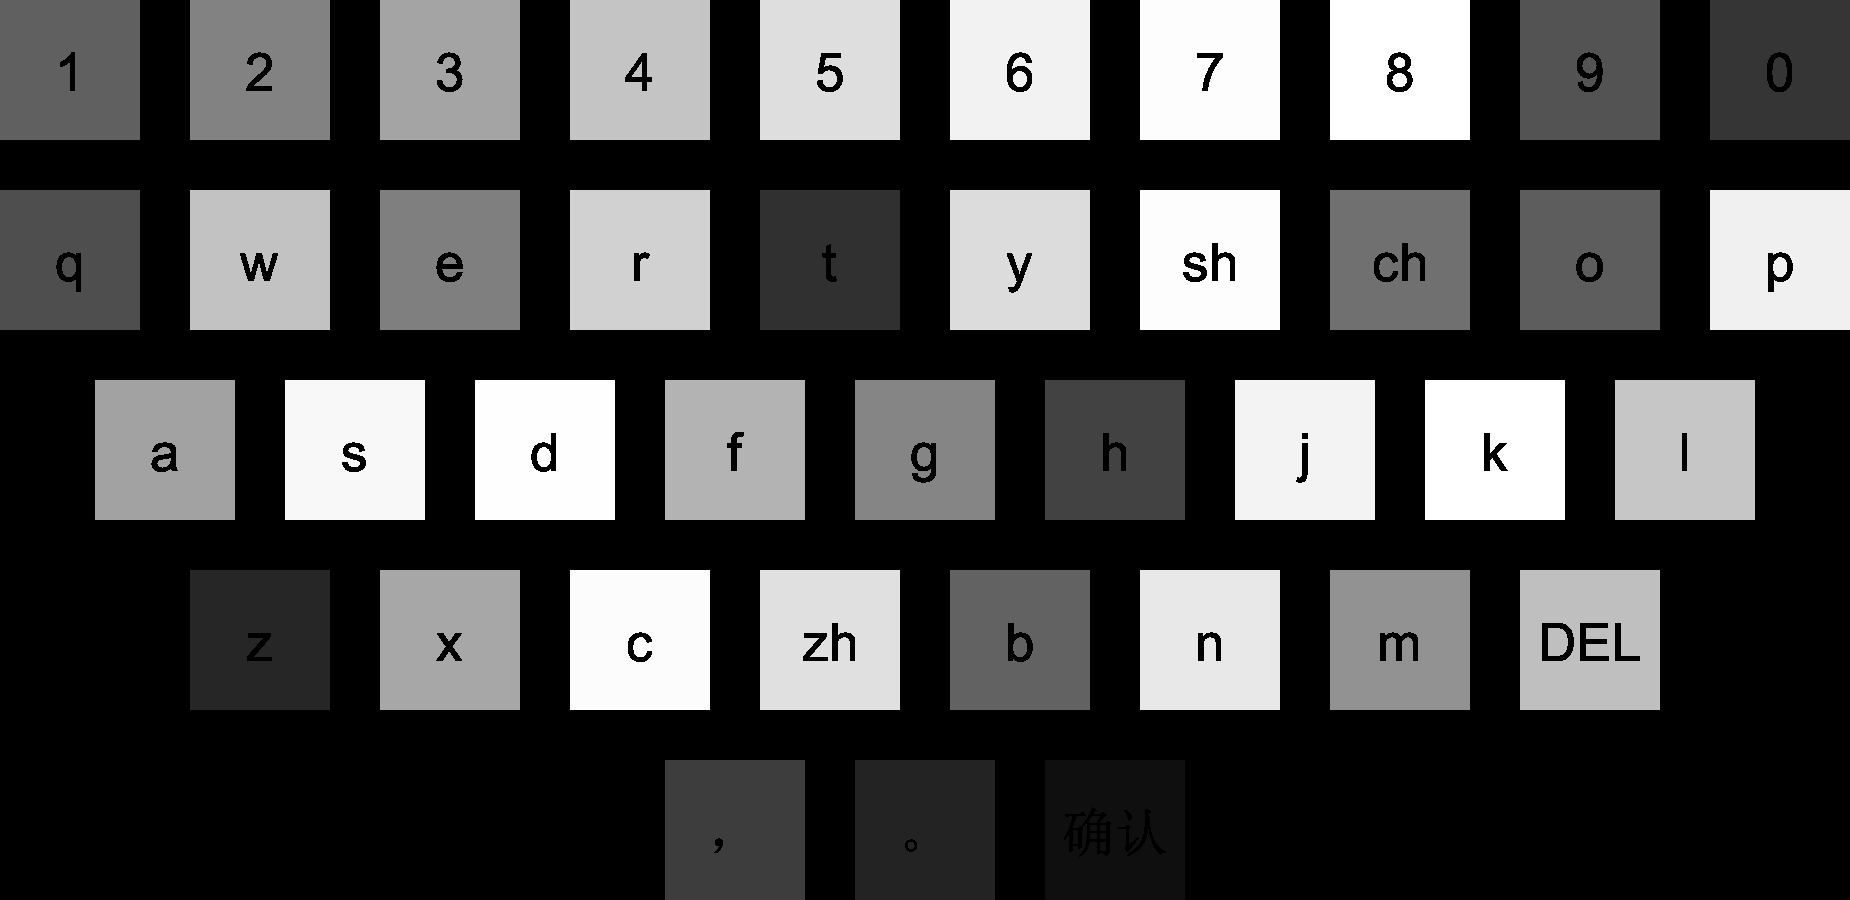 1 2 3 4 5 6 7 8 9 0
q w e r t y sh ch o p
a s d f g h j k l
z x c zh b n m DEL
， 。 确认